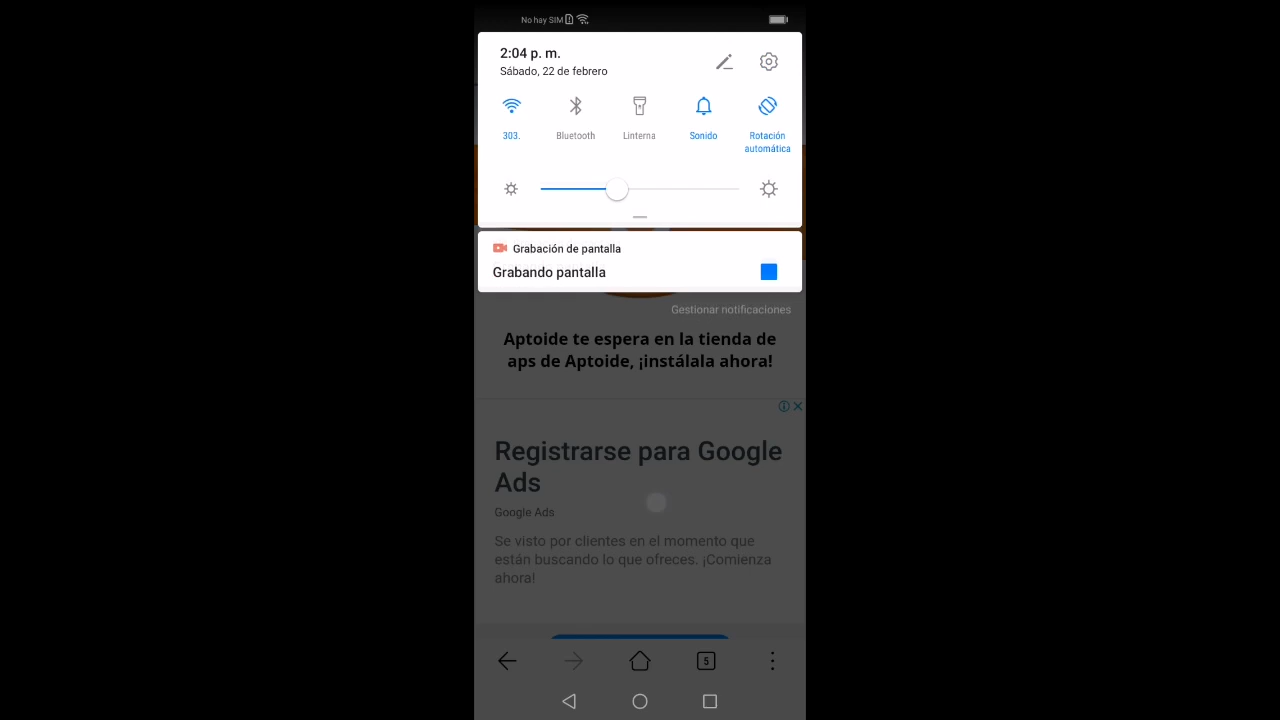 No hay SIM
2:04 p. m.
Sábado, 22 de febrero
303. Bluetooth Linterna Sonido Rotación
automática
Grabación de pantalla
Grabando pantalla
Gestionar notificaciones
Aptoide te espera en la tienda de
aps de Aptoide, ¡instálala ahora!
Registrarse para Google
Ads
Google Ads
Se visto por clientes en el momento que
están buscando lo que ofreces. ¡Comienza
ahora!
5